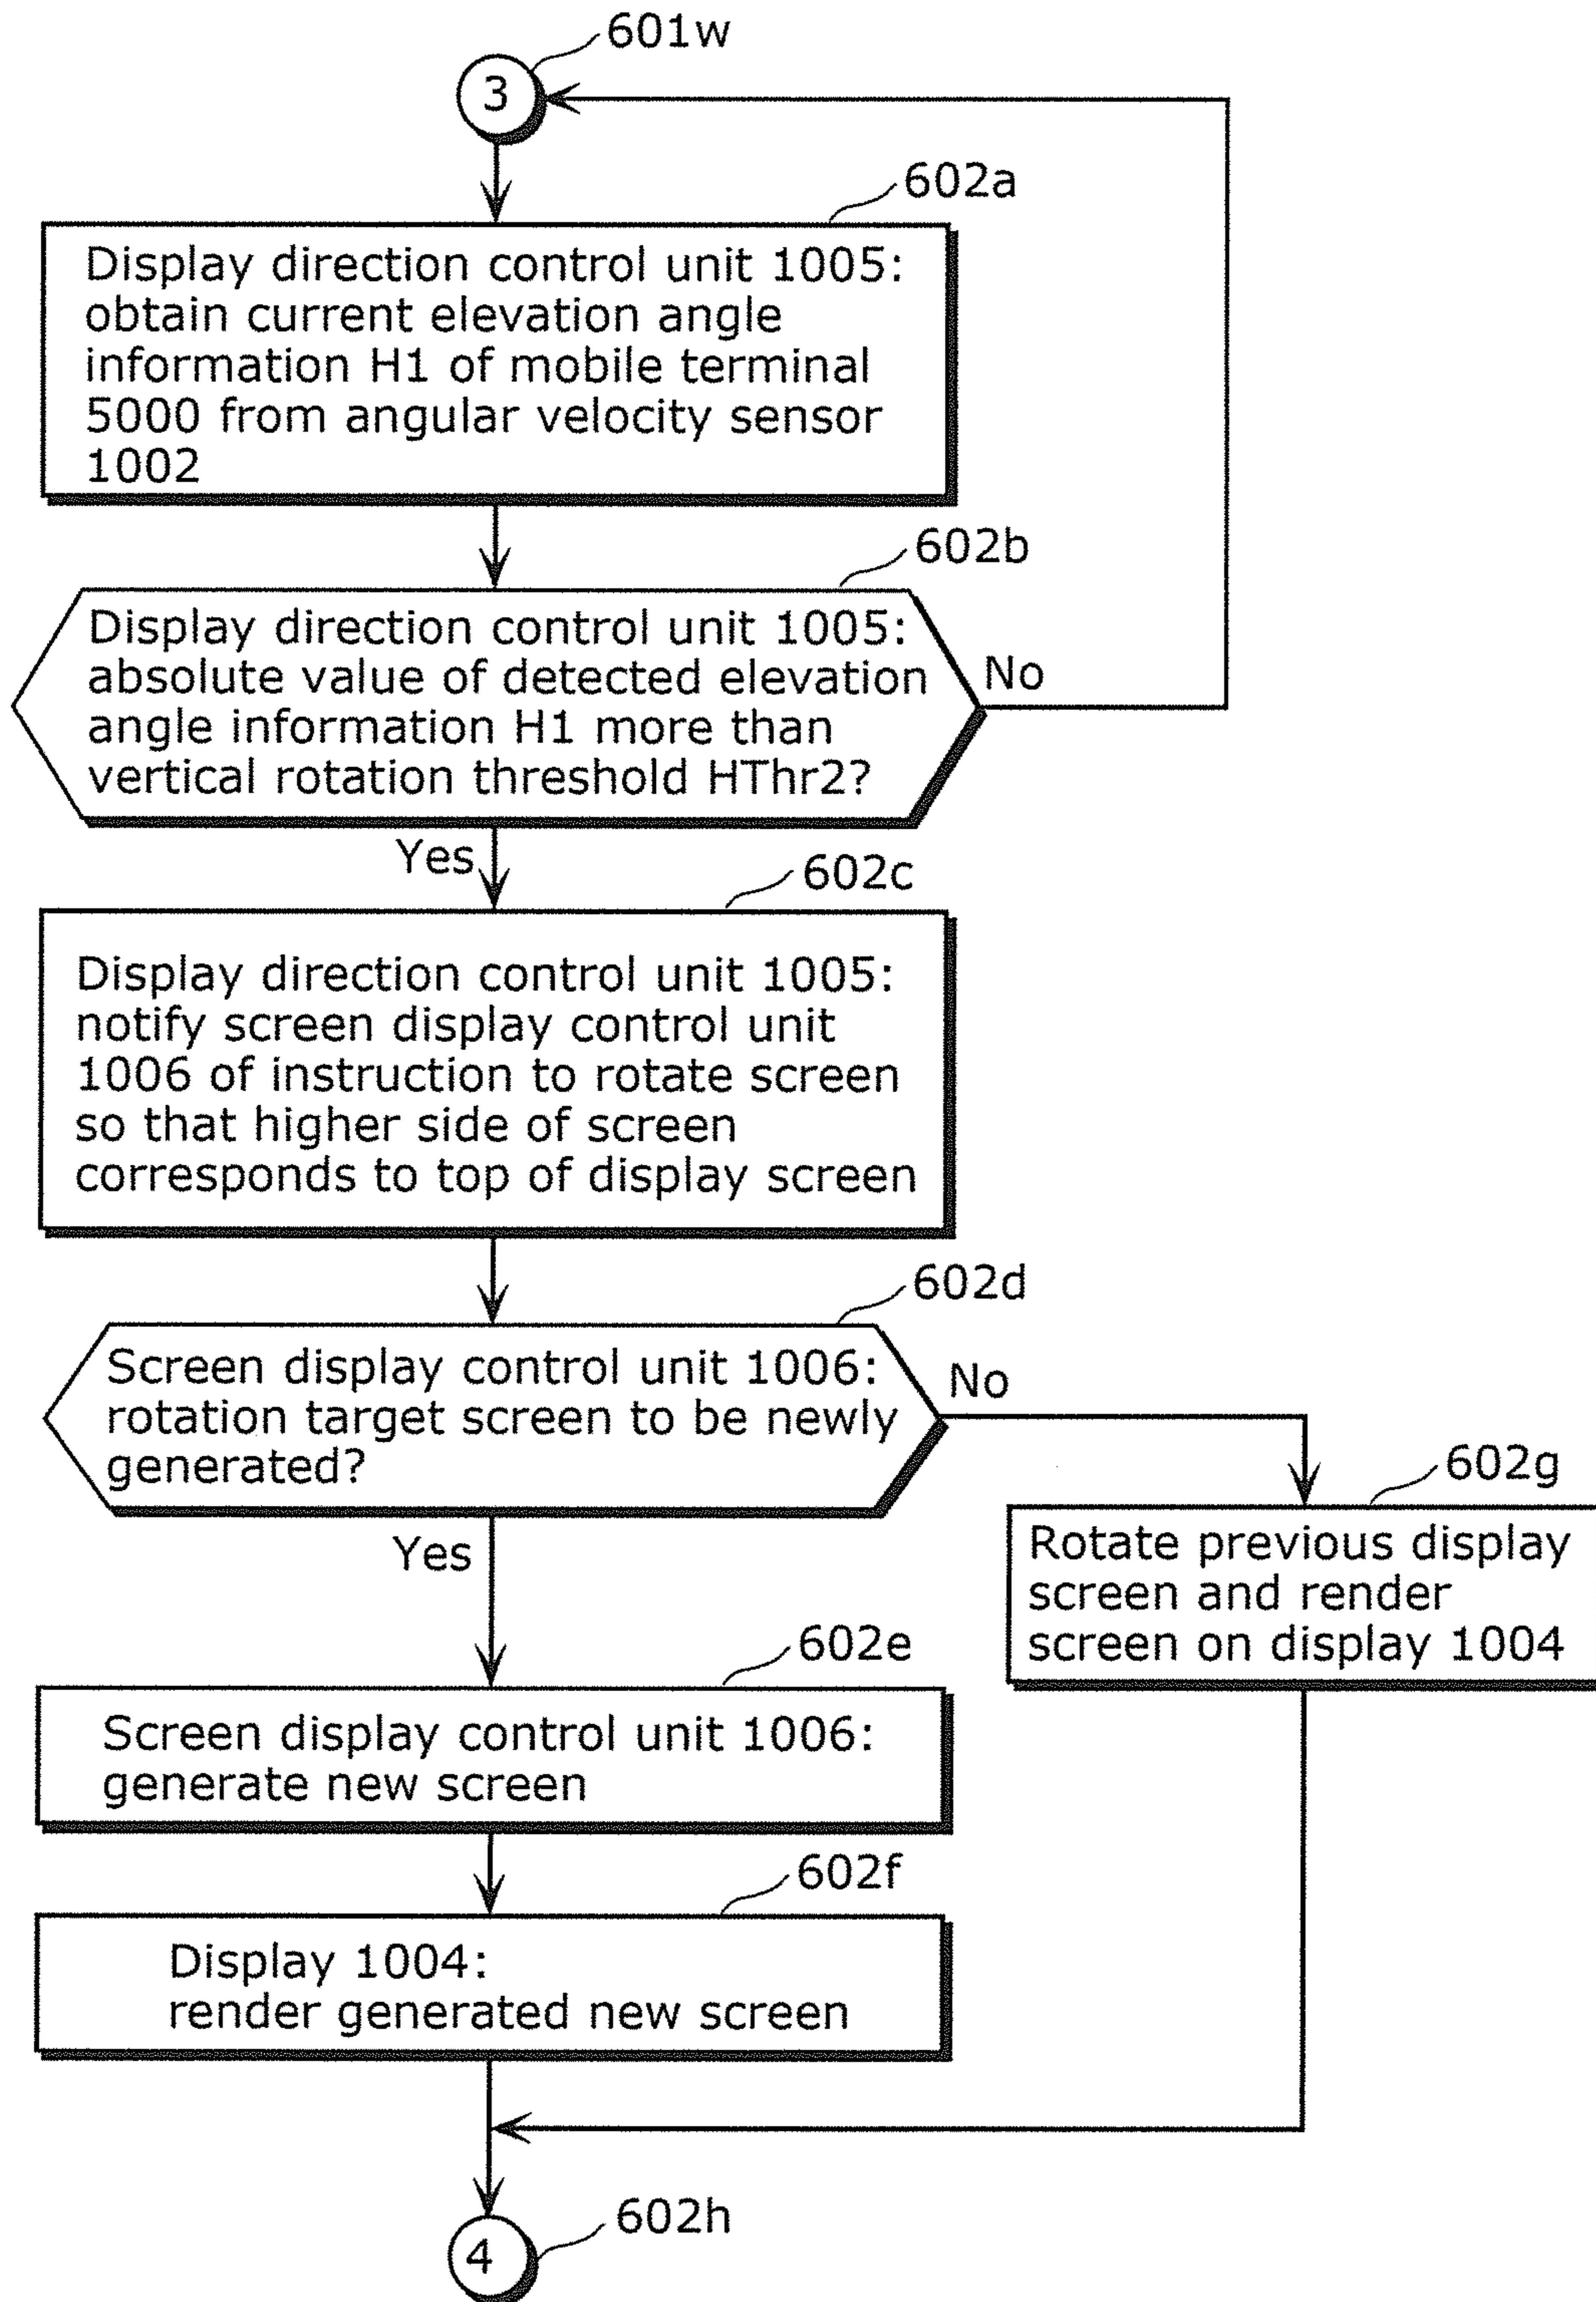 601w
3
602a
Display direction control unit 1005:
obtain current elevation angle
information H1 of mobile terminal
5000 from angular velocity sensor
1002
602b
Display direction control unit 1005:
absolute value of detected elevation
angle information H1 more than
vertical rotation threshold HThr2?
No
Yes
602c
Display direction control unit 1005:
notify screen display control unit
1006 of instruction to rotate screen
so that higher side of screen
corresponds to top of display screen
602d
Screen display control unit 1006:
rotation target screen to be newly
generated?
No
Yes
602g
Rotate previous display
screen and render
screen on display 1004
602e
Screen display control unit 1006:
generate new screen
602f
Display 1004:
render generated new screen
602h
4